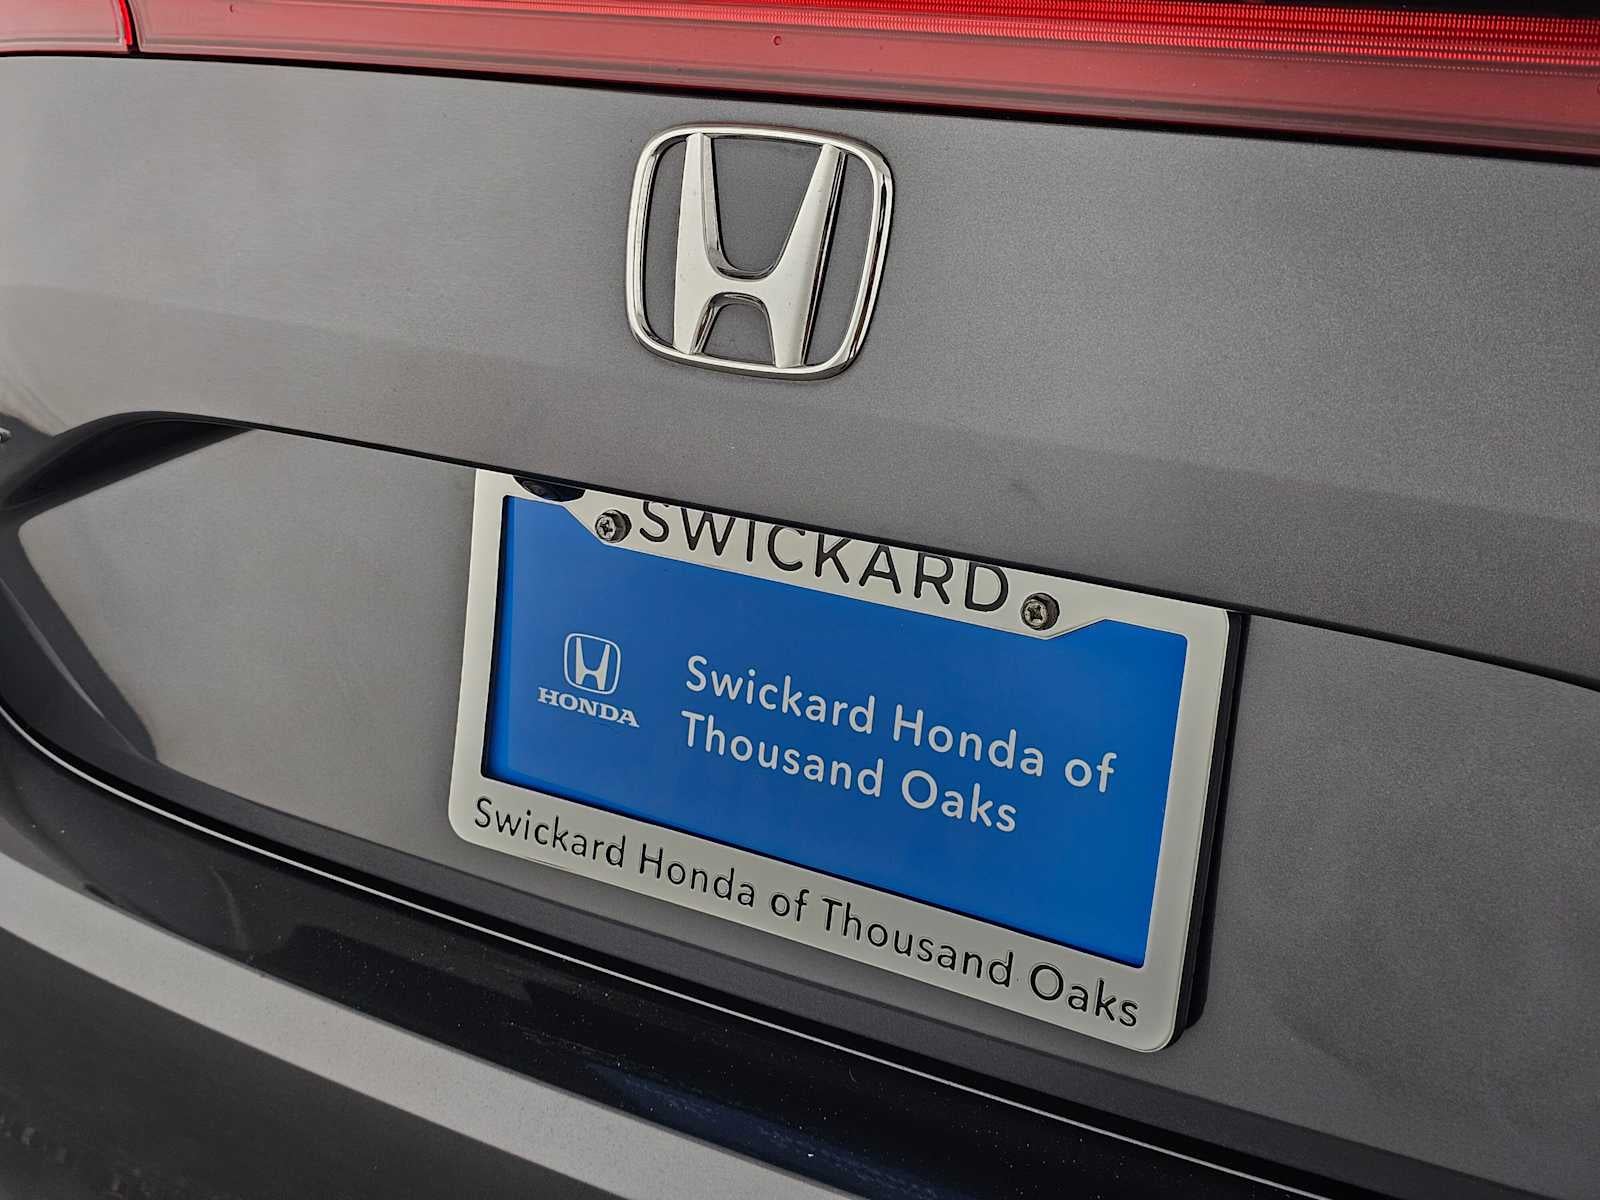 SWICKARD
HONDA
Swickard Honda of
Thousand Oaks
Swickard Honda of Thousand Oaks